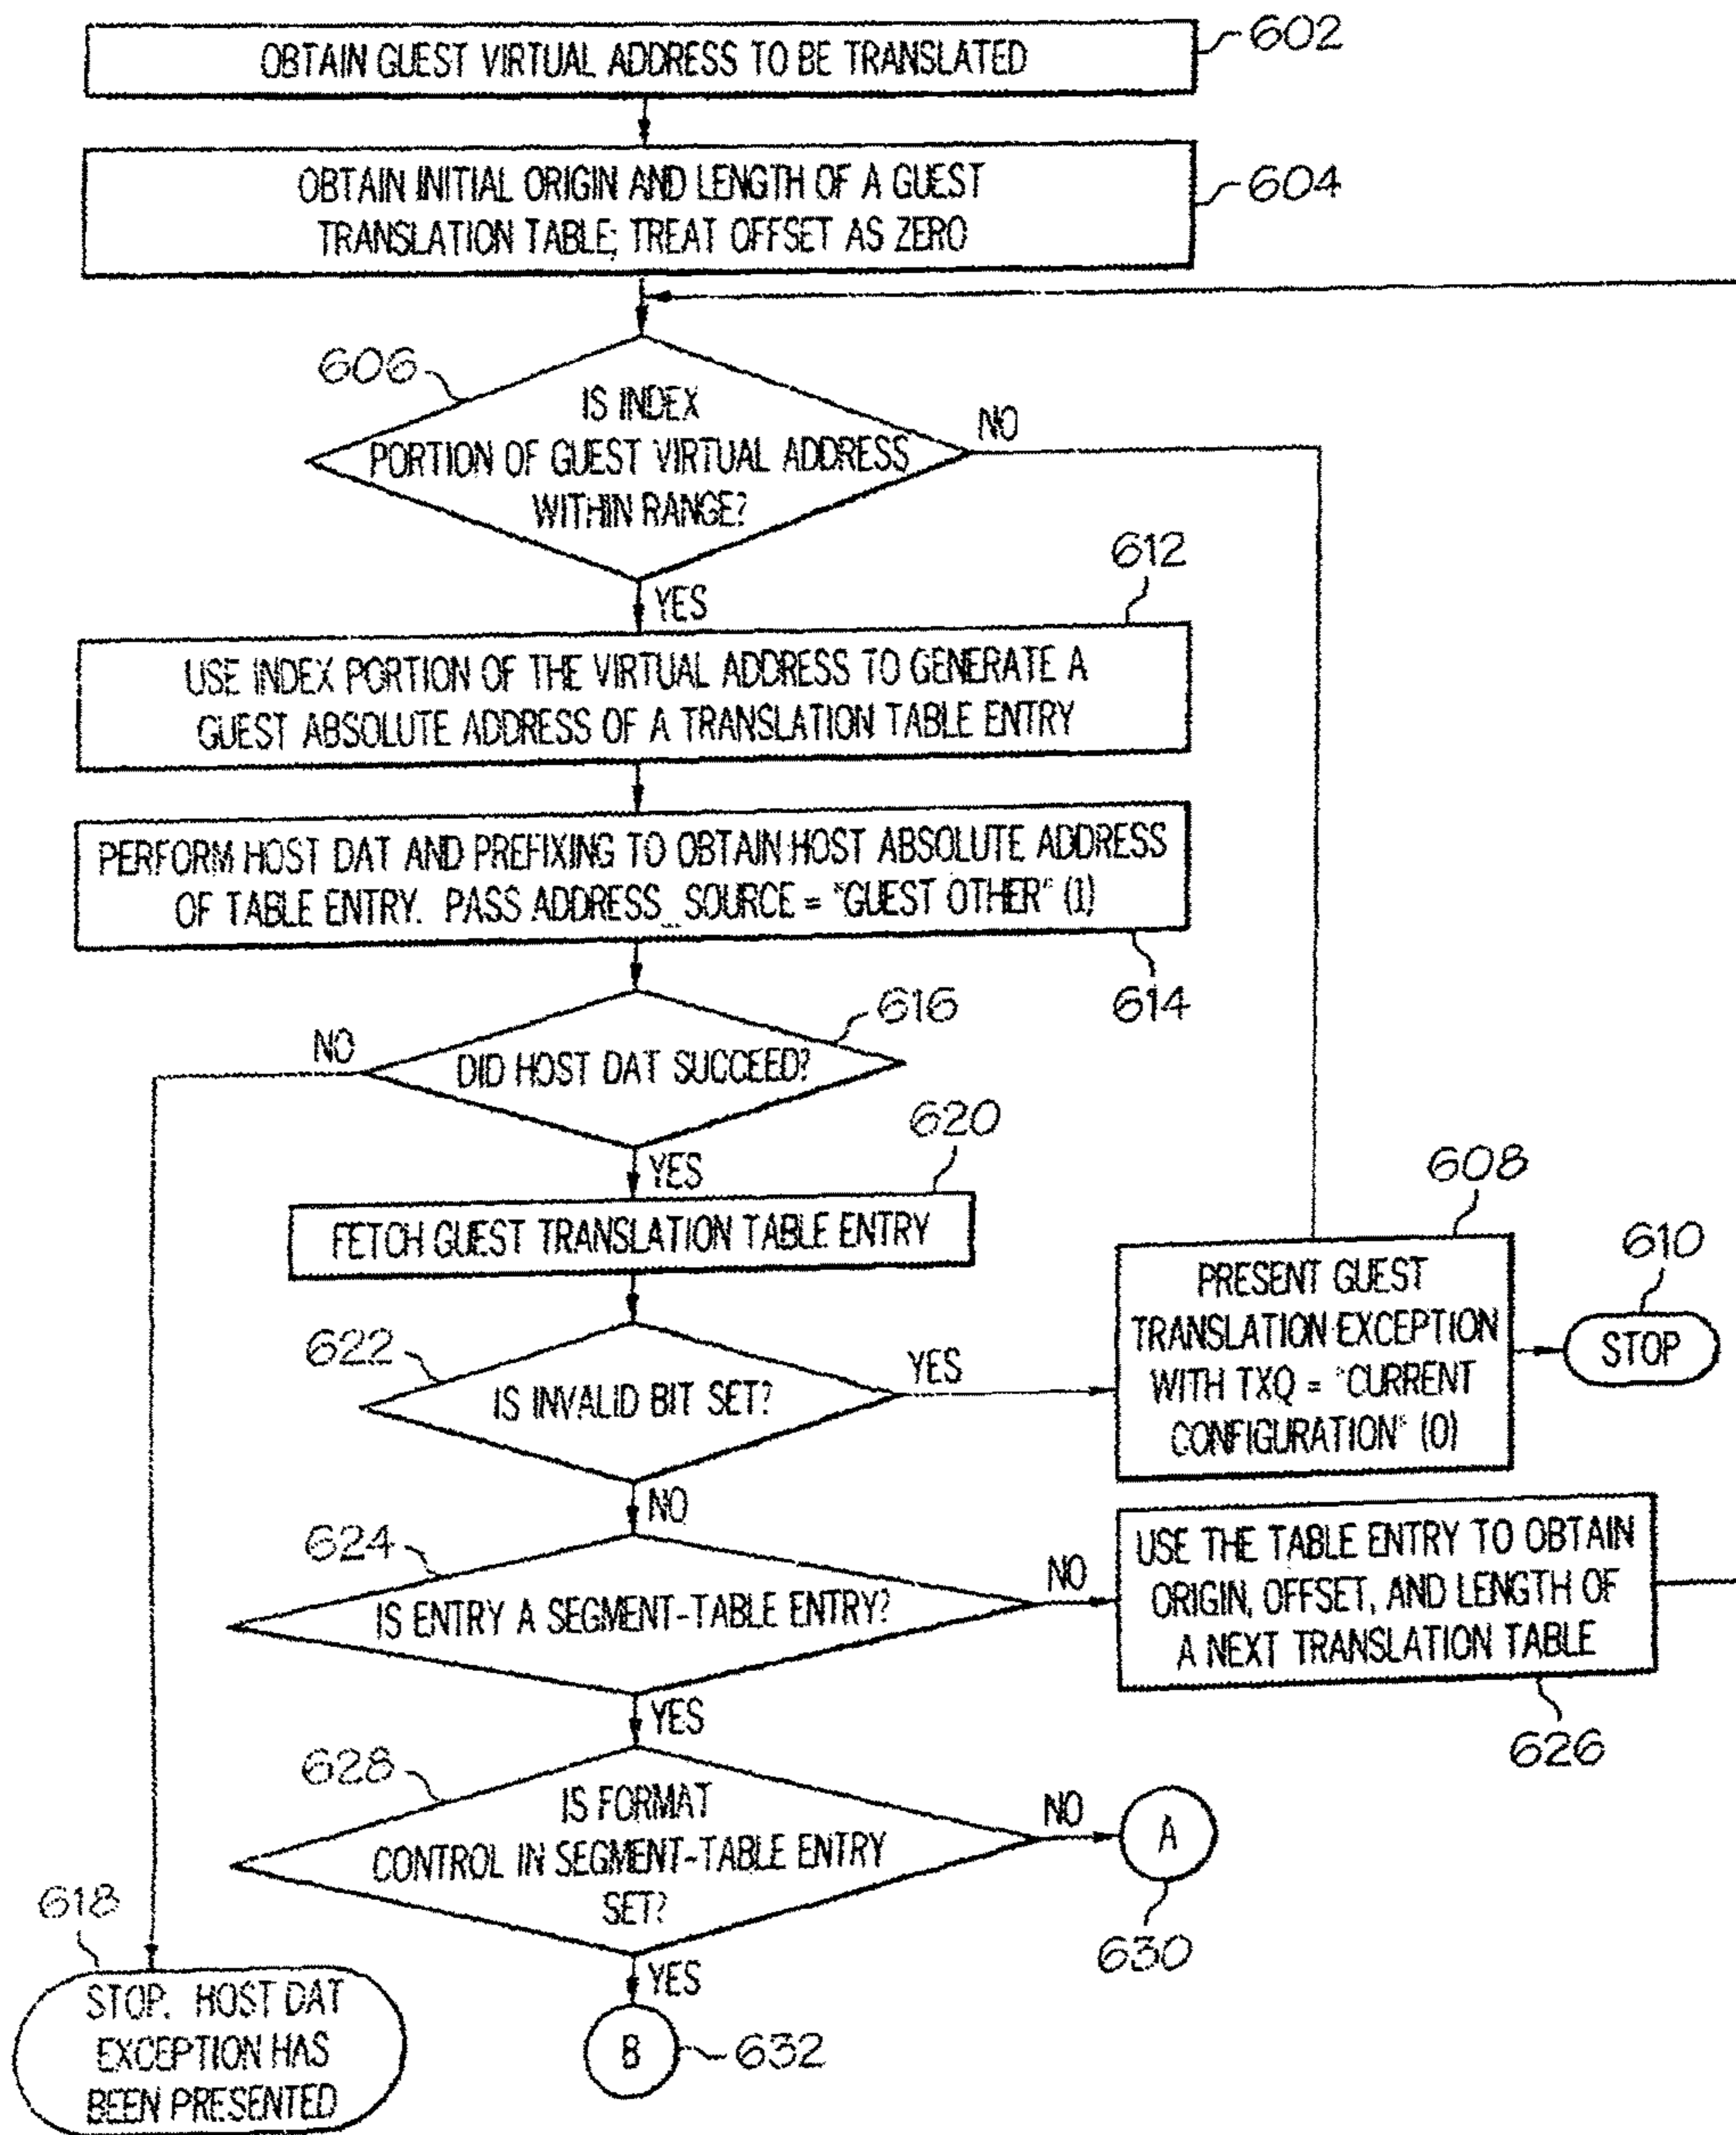 OBTAIN GUEST VIRTUAL ADDRESS TO BE TRANSLATED
602
OBTAIN INITIAL ORIGIN AND LENGTH OF A GUEST
TRANSLATION TABLE; TREAT OFFSET AS ZERO
604
606
IS INDEX
PORTION OF GUEST VIRTUAL ADDRESS
WITHIN RANGE?
NO
YES
612
USE INDEX PORTION OF THE VIRTUAL ADDRESS TO GENERATE A
GUEST ABSOLUTE ADDRESS OF A TRANSLATION TABLE ENTRY
PERFORM HOST DAT AND PREFIXING TO OBTAIN HOST ABSOLUTE ADDRESS
OF TABLE ENTRY. PASS ADDRESS_SOURCE = "GUEST OTHER" (1)
614
616
NO
DID HOST DAT SUCCEED?
YES
620
FETCH GUEST TRANSLATION TABLE ENTRY
608
PRESENT GUEST
TRANSLATION EXCEPTION
WITH TXQ = "CURRENT
CONFIGURATION" (0)
610
STOP
622
IS INVALID BIT SET?
YES
NO
624
IS ENTRY A SEGMENT-TABLE ENTRY?
NO
USE THE TABLE ENTRY TO OBTAIN
ORIGIN, OFFSET, AND LENGTH OF
A NEXT TRANSLATION TABLE
626
YES
628
IS FORMAT
CONTROL IN SEGMENT-TABLE ENTRY
SET?
NO
A
630
YES
B
632
618
STOP. HOST DAT
EXCEPTION HAS
BEEN PRESENTED